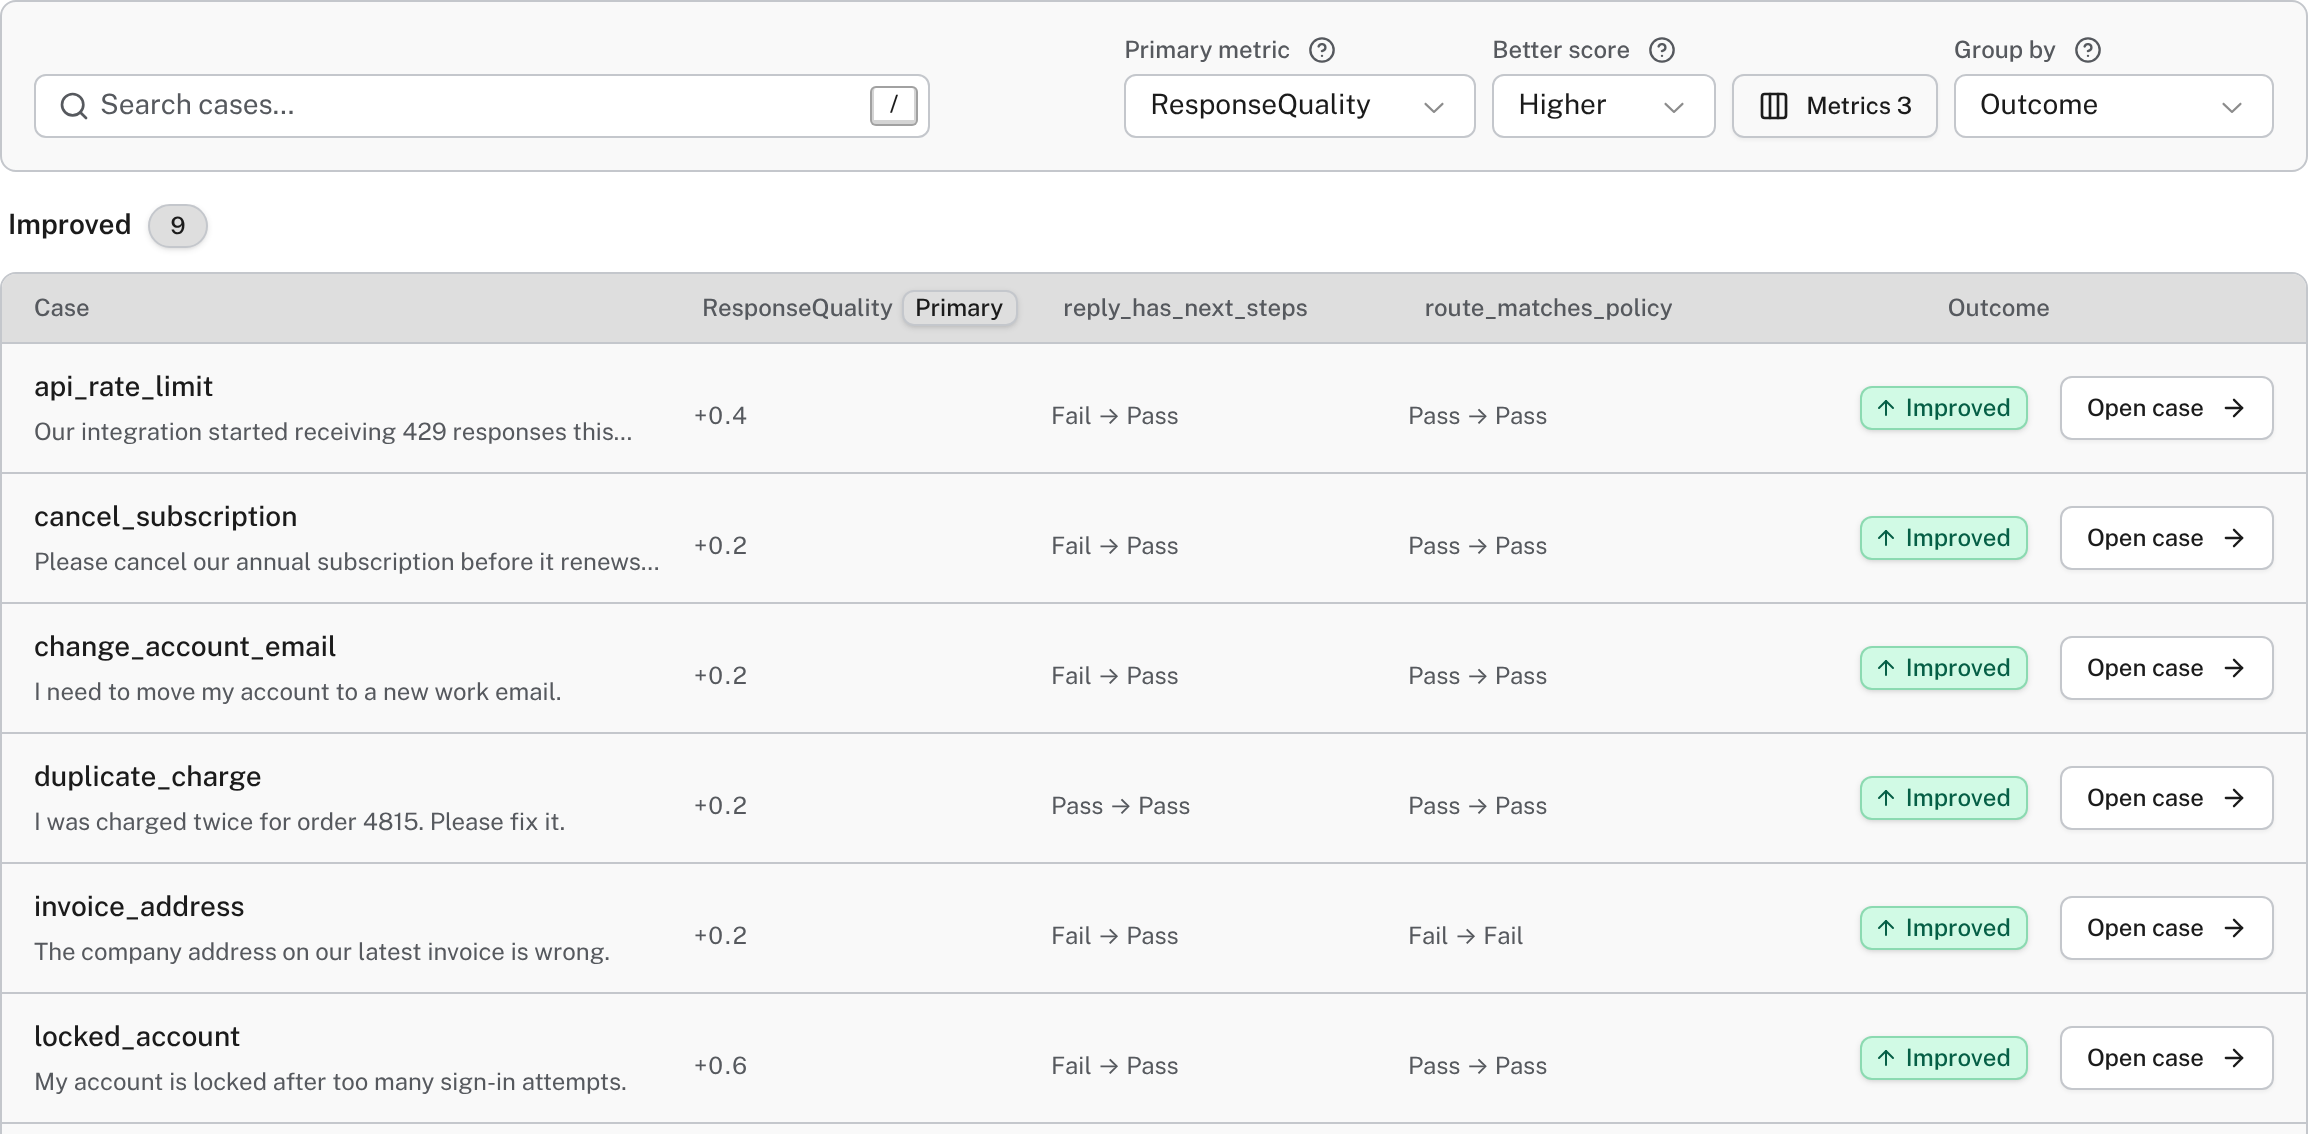 Primary metric Better score Group by
Search cases... / ResponseQuality Higher Metrics 3 Outcome
Improved 9
Case ResponseQuality Primary reply_has_next_steps route_matches_policy Outcome
api_rate_limit
Our integration started receiving 429 responses this...
+0.4 Fail → Pass Pass → Pass ↑ Improved Open case →
cancel_subscription
Please cancel our annual subscription before it renews...
+0.2 Fail → Pass Pass → Pass ↑ Improved Open case →
change_account_email
I need to move my account to a new work email.
+0.2 Fail → Pass Pass → Pass ↑ Improved Open case →
duplicate_charge
I was charged twice for order 4815. Please fix it.
+0.2 Pass → Pass Pass → Pass ↑ Improved Open case →
invoice_address
The company address on our latest invoice is wrong.
+0.2 Fail → Pass Fail → Fail ↑ Improved Open case →
locked_account
My account is locked after too many sign-in attempts.
+0.6 Fail → Pass Pass → Pass ↑ Improved Open case →